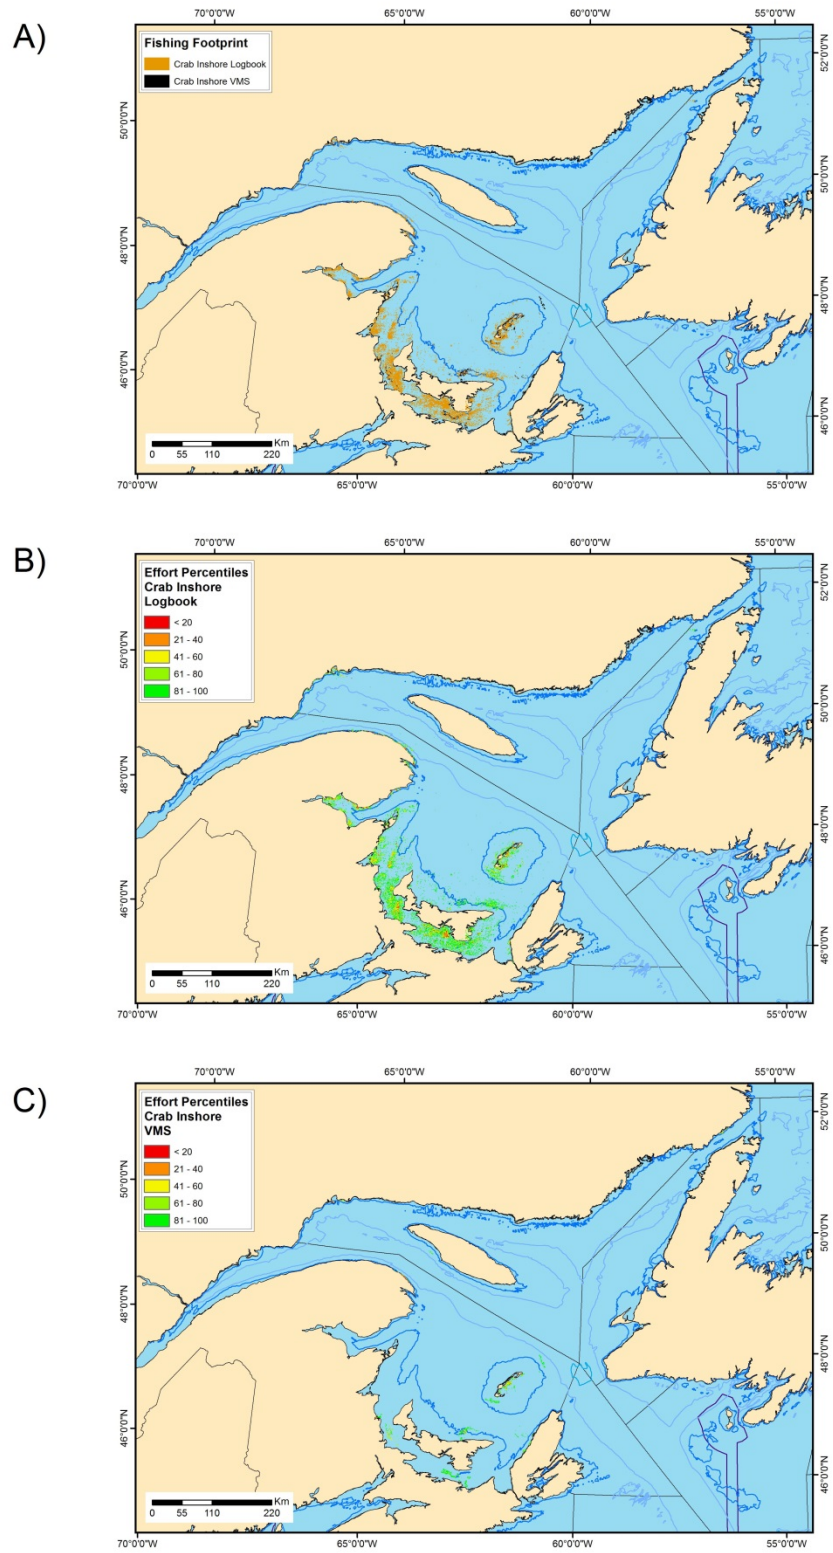 A)
70°0'0"W 65°0'0"W 60°0'0"W 55°0'0"W
Fishing Footprint
Crab Inshore Logbook
Crab Inshore VMS
50°0'0"N
48°0'0"N
46°0'0"N
52°0'0"N
50°0'0"N
48°0'0"N
46°0'0"N
Km
0 55 110 220
70°0'0"W 65°0'0"W 60°0'0"W 55°0'0"W
B)
70°0'0"W 65°0'0"W 60°0'0"W 55°0'0"W
Effort Percentiles
Crab Inshore
Logbook
< 20
21 - 40
41 - 60
61 - 80
81 - 100
50°0'0"N
48°0'0"N
46°0'0"N
52°0'0"N
50°0'0"N
48°0'0"N
46°0'0"N
Km
0 55 110 220
70°0'0"W 65°0'0"W 60°0'0"W 55°0'0"W
C)
70°0'0"W 65°0'0"W 60°0'0"W 55°0'0"W
Effort Percentiles
Crab Inshore
VMS
< 20
21 - 40
41 - 60
61 - 80
81 - 100
50°0'0"N
48°0'0"N
46°0'0"N
52°0'0"N
50°0'0"N
48°0'0"N
46°0'0"N
Km
0 55 110 220
70°0'0"W 65°0'0"W 60°0'0"W 55°0'0"W